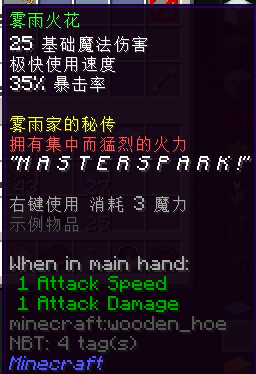 雾雨火花
25 基础魔法伤害
极快使用速度
35% 暴击率
雾雨家的秘传
拥有集中而猛烈的火力
"MASTERSPARK!"
右键使用 消耗 3 魔力
示例物品
When in main hand:
1 Attack Speed
1 Attack Damage
minecraft:wooden_hoe
NBT: 4 tag(s)
Minecraft